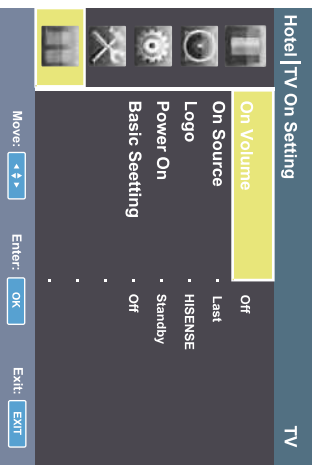 Hotel|TV On Setting TV
On Volume Off
On Source Last
Logo HISENSE
Power On Standby
Basic Seetting Off
Move: Enter: OK Exit: EXIT